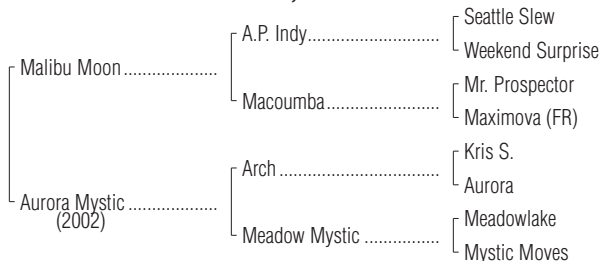 Seattle Slew
A.P. Indy
Weekend Surprise
Malibu Moon
Mr. Prospector
Macoumba
Maximova (FR)
Kris S.
Arch
Aurora
Aurora Mystic
(2002)
Meadowlake
Meadow Mystic
Mystic Moves